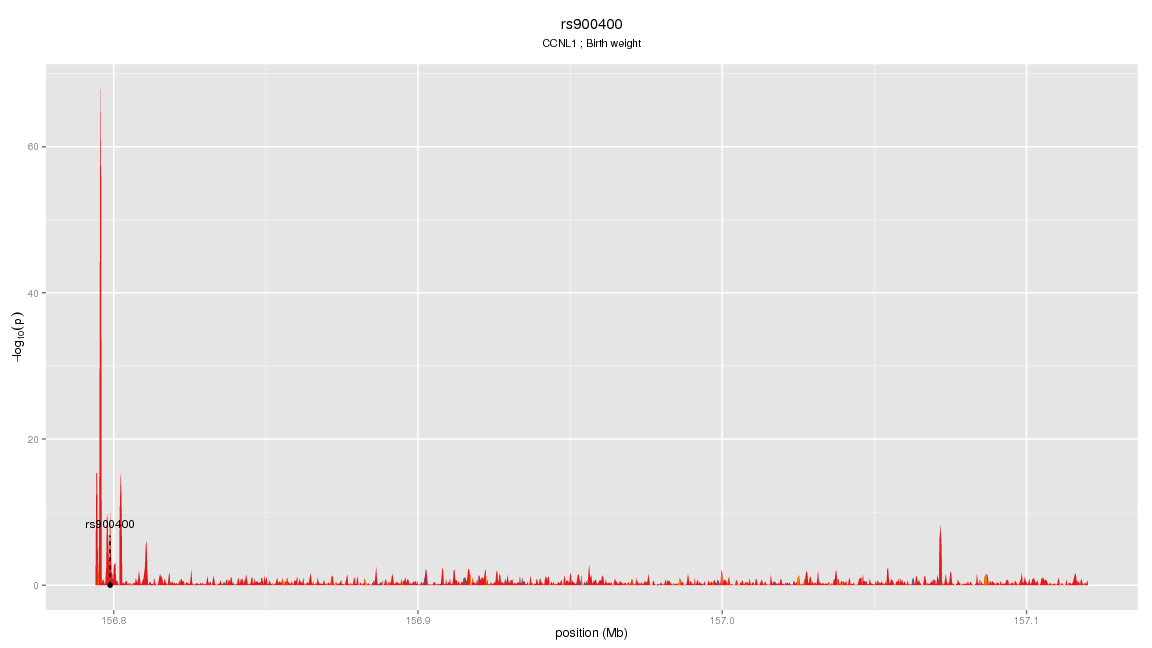 rs900400
CCNL1 ; Birth weight
60
40
20
0
-log10(p)
rs900400
156.8
156.9
157.0
157.1
position (Mb)